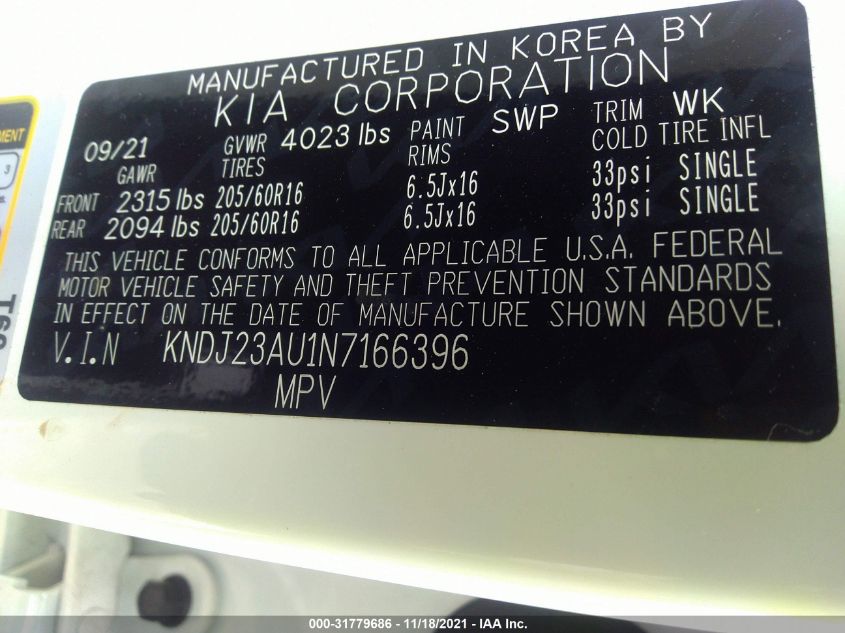 MANUFACTURED IN KOREA BY
KIA CORPORATION
09/21 GVWR 4023 lbs PAINT SWP TRIM WK
GAWR TIRES RIMS COLD TIRE INFL
FRONT 2315 lbs 205/60R16 6.5Jx16 33psi SINGLE
REAR 2094 lbs 205/60R16 6.5Jx16 33psi SINGLE
THIS VEHICLE CONFORMS TO ALL APPLICABLE U.S.A. FEDERAL
MOTOR VEHICLE SAFETY AND THEFT PREVENTION STANDARDS
IN EFFECT ON THE DATE OF MANUFACTURE SHOWN ABOVE.
V.I.N KNDJ23AU1N7166396
MPV
MENT
3
000-31779686 - 11/18/2021 - IAA Inc.